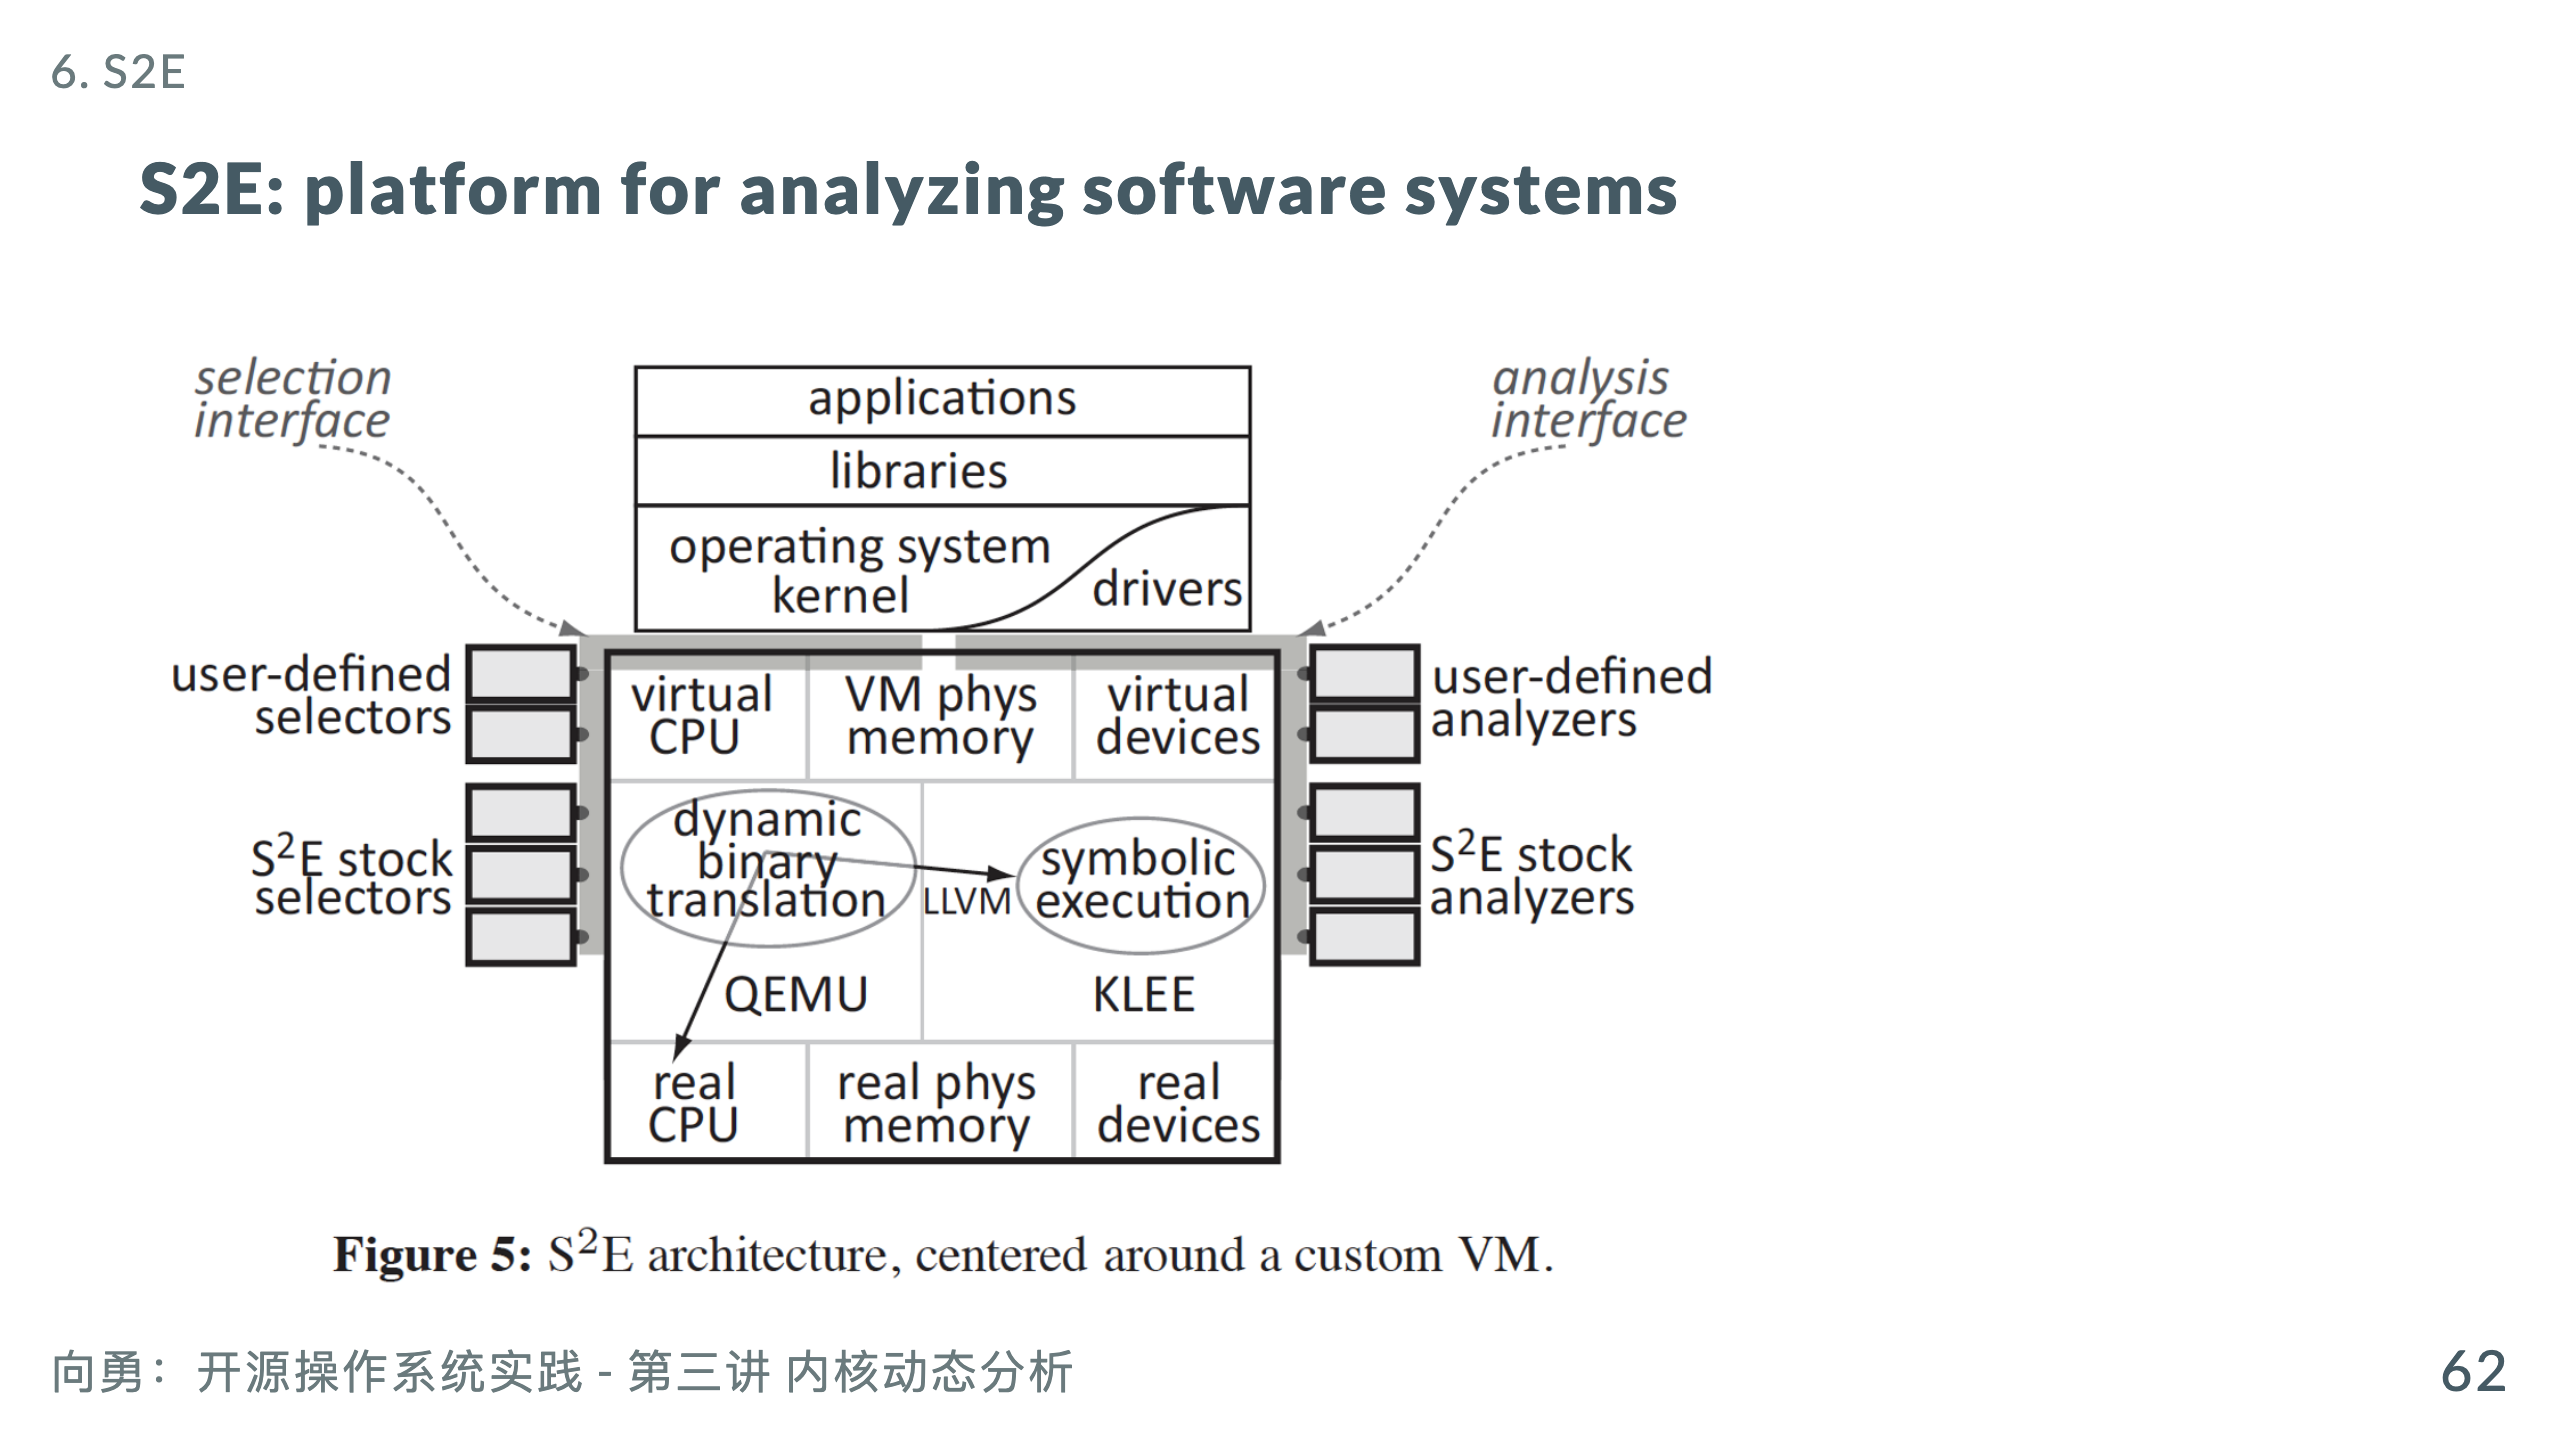 6. S2E
S2E: platform for analyzing software systems
selection
interface
analysis
interface
applications
libraries
operating system
kernel
drivers
user-defined
selectors
S²E stock
selectors
virtual
CPU
VM phys
memory
virtual
devices
dynamic
binary
translation
LLVM
symbolic
execution
QEMU
KLEE
real
CPU
real phys
memory
real
devices
user-defined
analyzers
S²E stock
analyzers
Figure 5: S²E architecture, centered around a custom VM.
向勇：开源操作系统实践 - 第三讲 内核动态分析
62